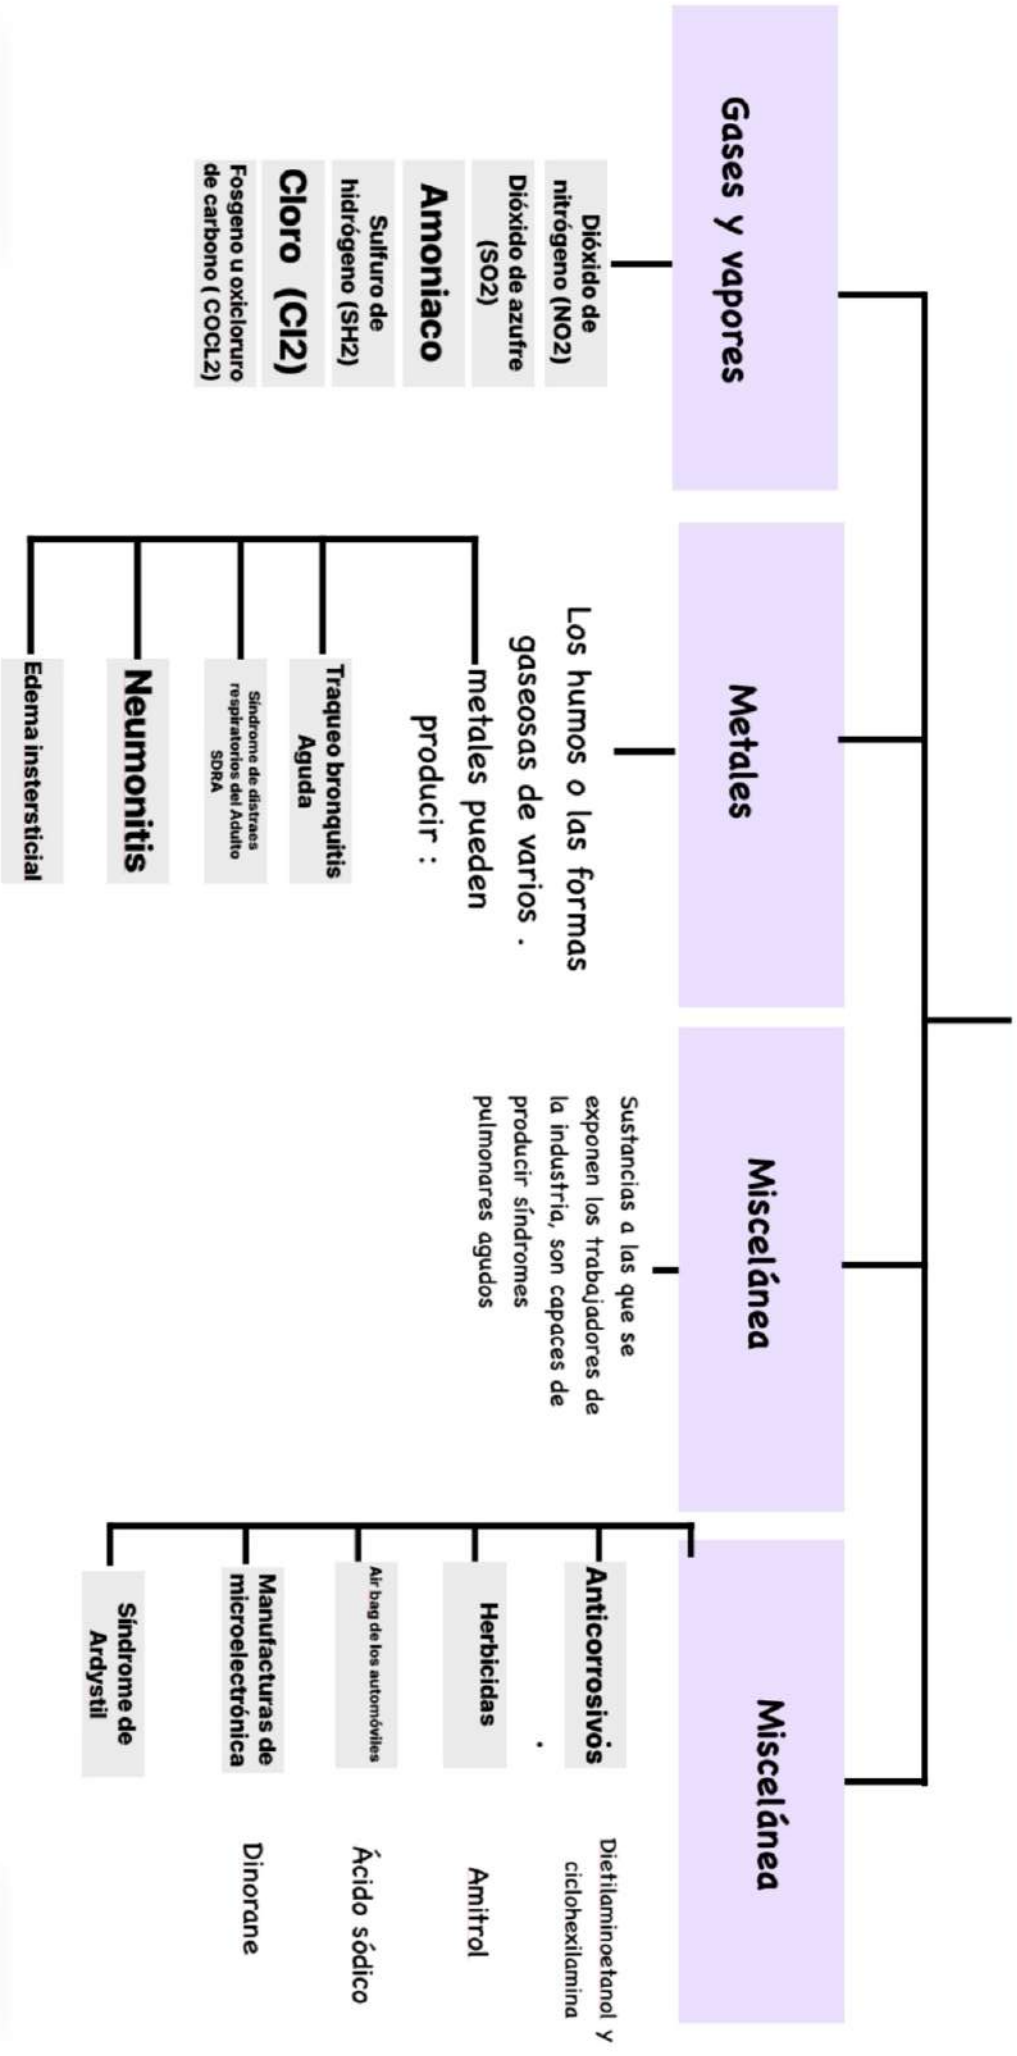 Gases y vapores
Dióxido de
nitrógeno (NO2)
Dióxido de azufre
(SO2)
Amoniaco
Sulfuro de
hidrógeno (SH2)
Cloro (Cl2)
Fosgeno u oxicloruro
de carbono ( COCL2)
Metales
Los humos o las formas
gaseosas de varios .
metales pueden
producir :
Traqueo bronquitis
Aguda
Síndrome de distraes
respiratorios del Adulto
SDRA
Neumonitis
Edema instersticial
Miscelánea
Sustancias a las que se
exponen los trabajadores de
la industria, son capaces de
producir síndromes
pulmonares agudos
Miscelánea
Anticorrosivos
Dietilaminoetanol y
ciclohexilamina
.
Herbicidas
Amitrol
Air bag de los automóviles
Ácido sódico
Manufacturas de
microelectrónica
Dinorane
Síndrome de
Ardystil